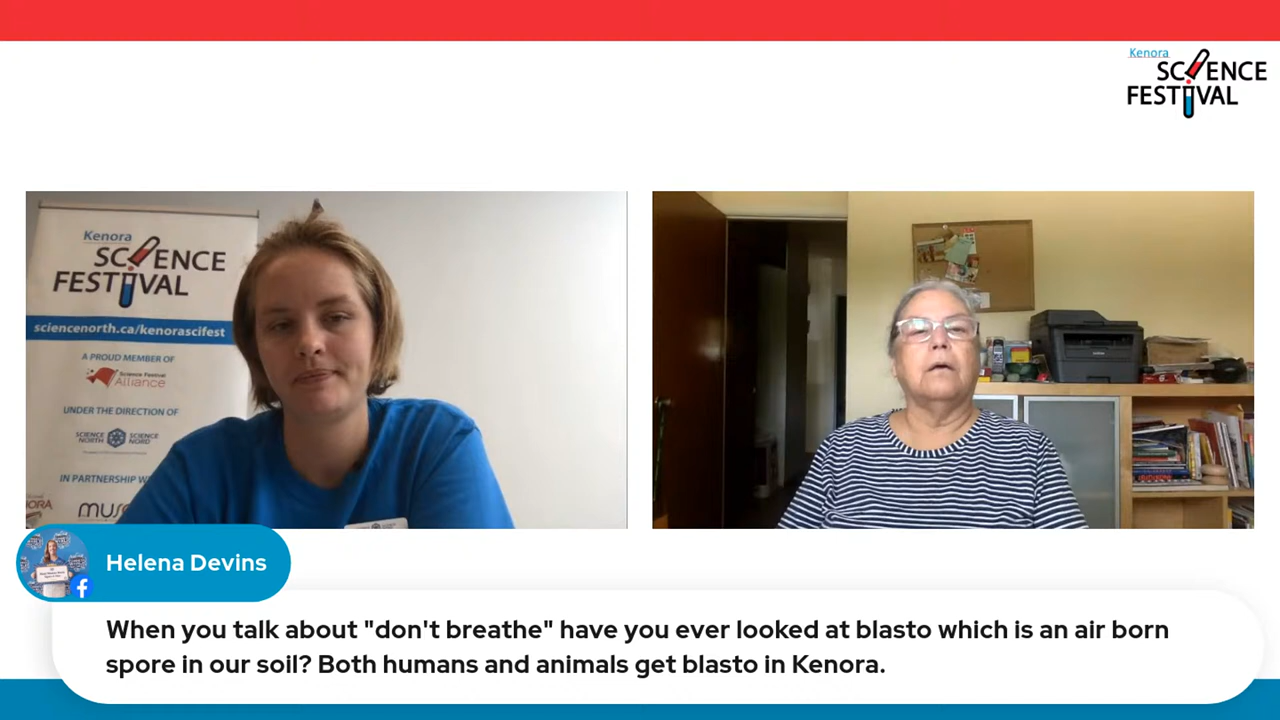 Kenora
SCIENCE
FESTIVAL
Kenora
SCIENCE
FESTIVAL
sciencenorth.ca/kenorascifest
A PROUD MEMBER OF
Science Festival
Alliance
UNDER THE DIRECTION OF
SCIENCE NORTH SCIENCE NORD
IN PARTNERSHIP W
Helena Devins
When you talk about "don't breathe" have you ever looked at blasto which is an air born
spore in our soil? Both humans and animals get blasto in Kenora.